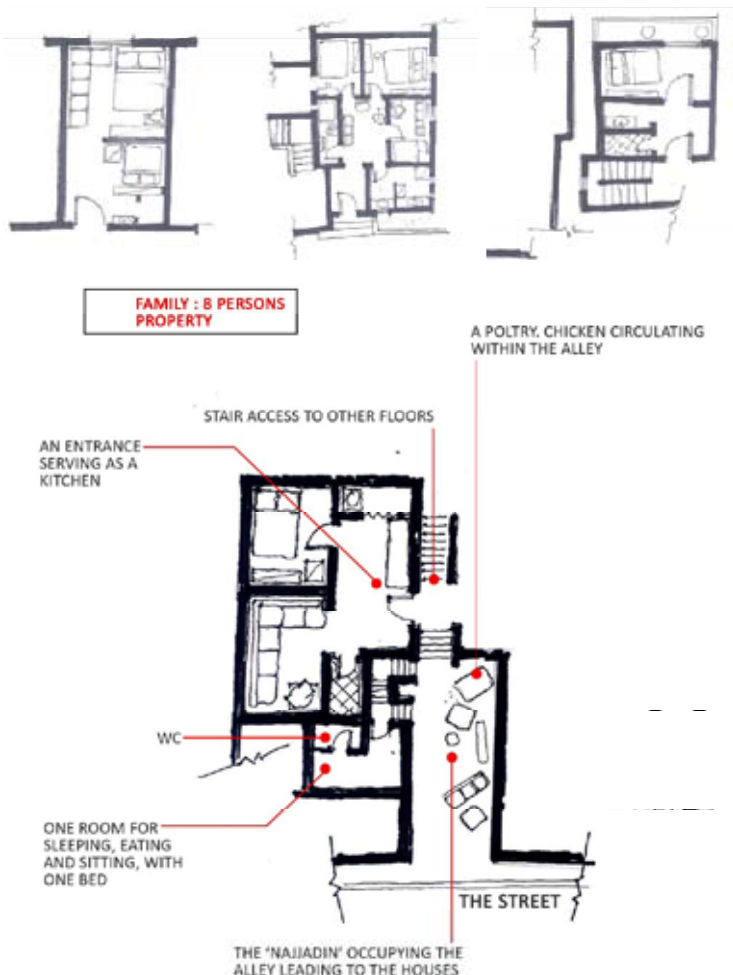 FAMILY : 8 PERSONS
PROPERTY
A POLTRY. CHICKEN CIRCULATING
WITHIN THE ALLEY
STAIR ACCESS TO OTHER FLOORS
AN ENTRANCE
SERVING AS A
KITCHEN
WC
ONE ROOM FOR
SLEEPING, EATING
AND SITTING, WITH
ONE BED
THE STREET
THE 'NAJJADIN' OCCUPYING THE
ALLEY LEADING TO THE HOUSES